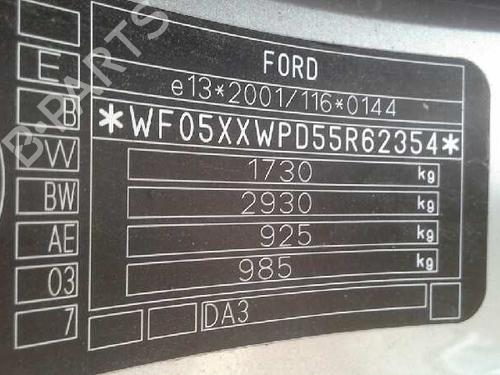 FORD
e13*2001/116*0144
*WF05XXWPD55R62354*
1730 kg
2930 kg
925 kg
985 kg
DA3
E
B
W
BW
AE
03
7
B-PARTS